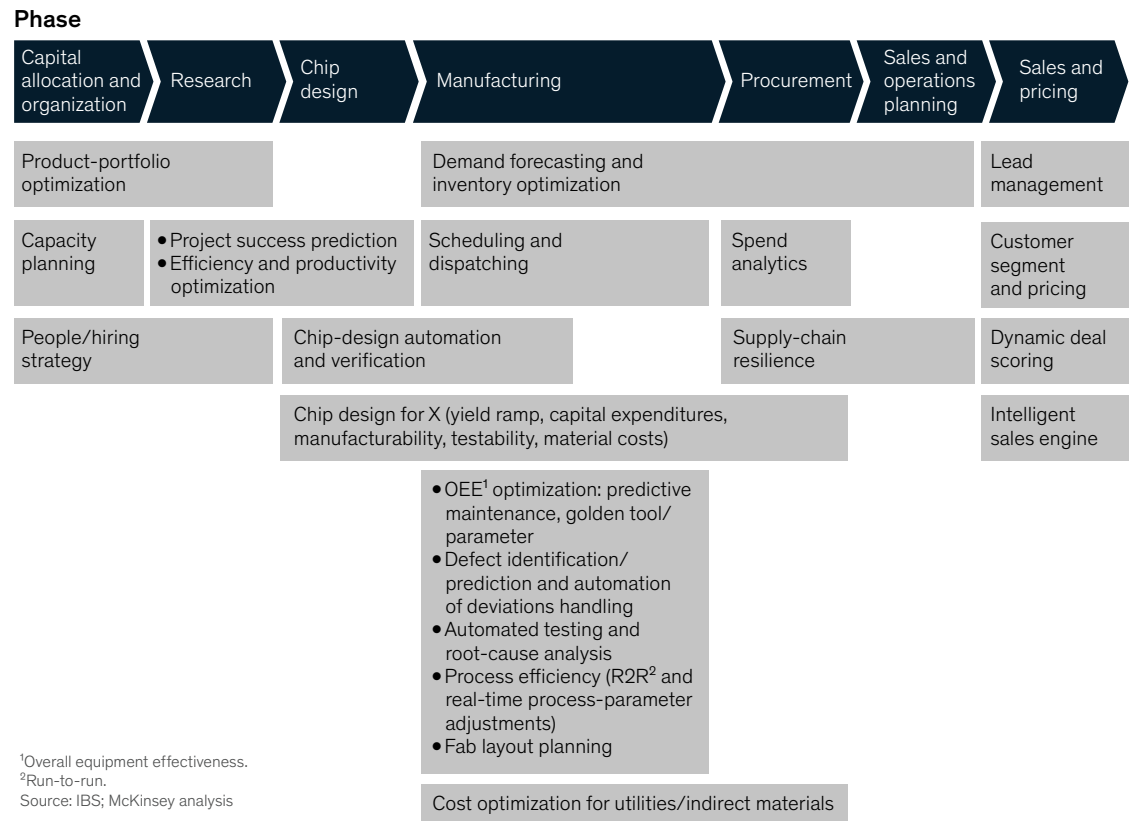 Phase
Capital
allocation and
organization
Research
Chip
design
Manufacturing
Procurement
Sales and
operations
planning
Sales and
pricing
Product-portfolio
optimization
Demand forecasting and
inventory optimization
Lead
management
Capacity
planning
• Project success prediction
• Efficiency and productivity
optimization
Scheduling and
dispatching
Spend
analytics
Customer
segment
and pricing
People/hiring
strategy
Chip-design automation
and verification
Supply-chain
resilience
Dynamic deal
scoring
Chip design for X (yield ramp, capital expenditures,
manufacturability, testability, material costs)
Intelligent
sales engine
• OEE¹ optimization: predictive
maintenance, golden tool/
parameter
• Defect identification/
prediction and automation
of deviations handling
• Automated testing and
root-cause analysis
• Process efficiency (R2R² and
real-time process-parameter
adjustments)
• Fab layout planning
Cost optimization for utilities/indirect materials
¹Overall equipment effectiveness.
²Run-to-run.
Source: IBS; McKinsey analysis